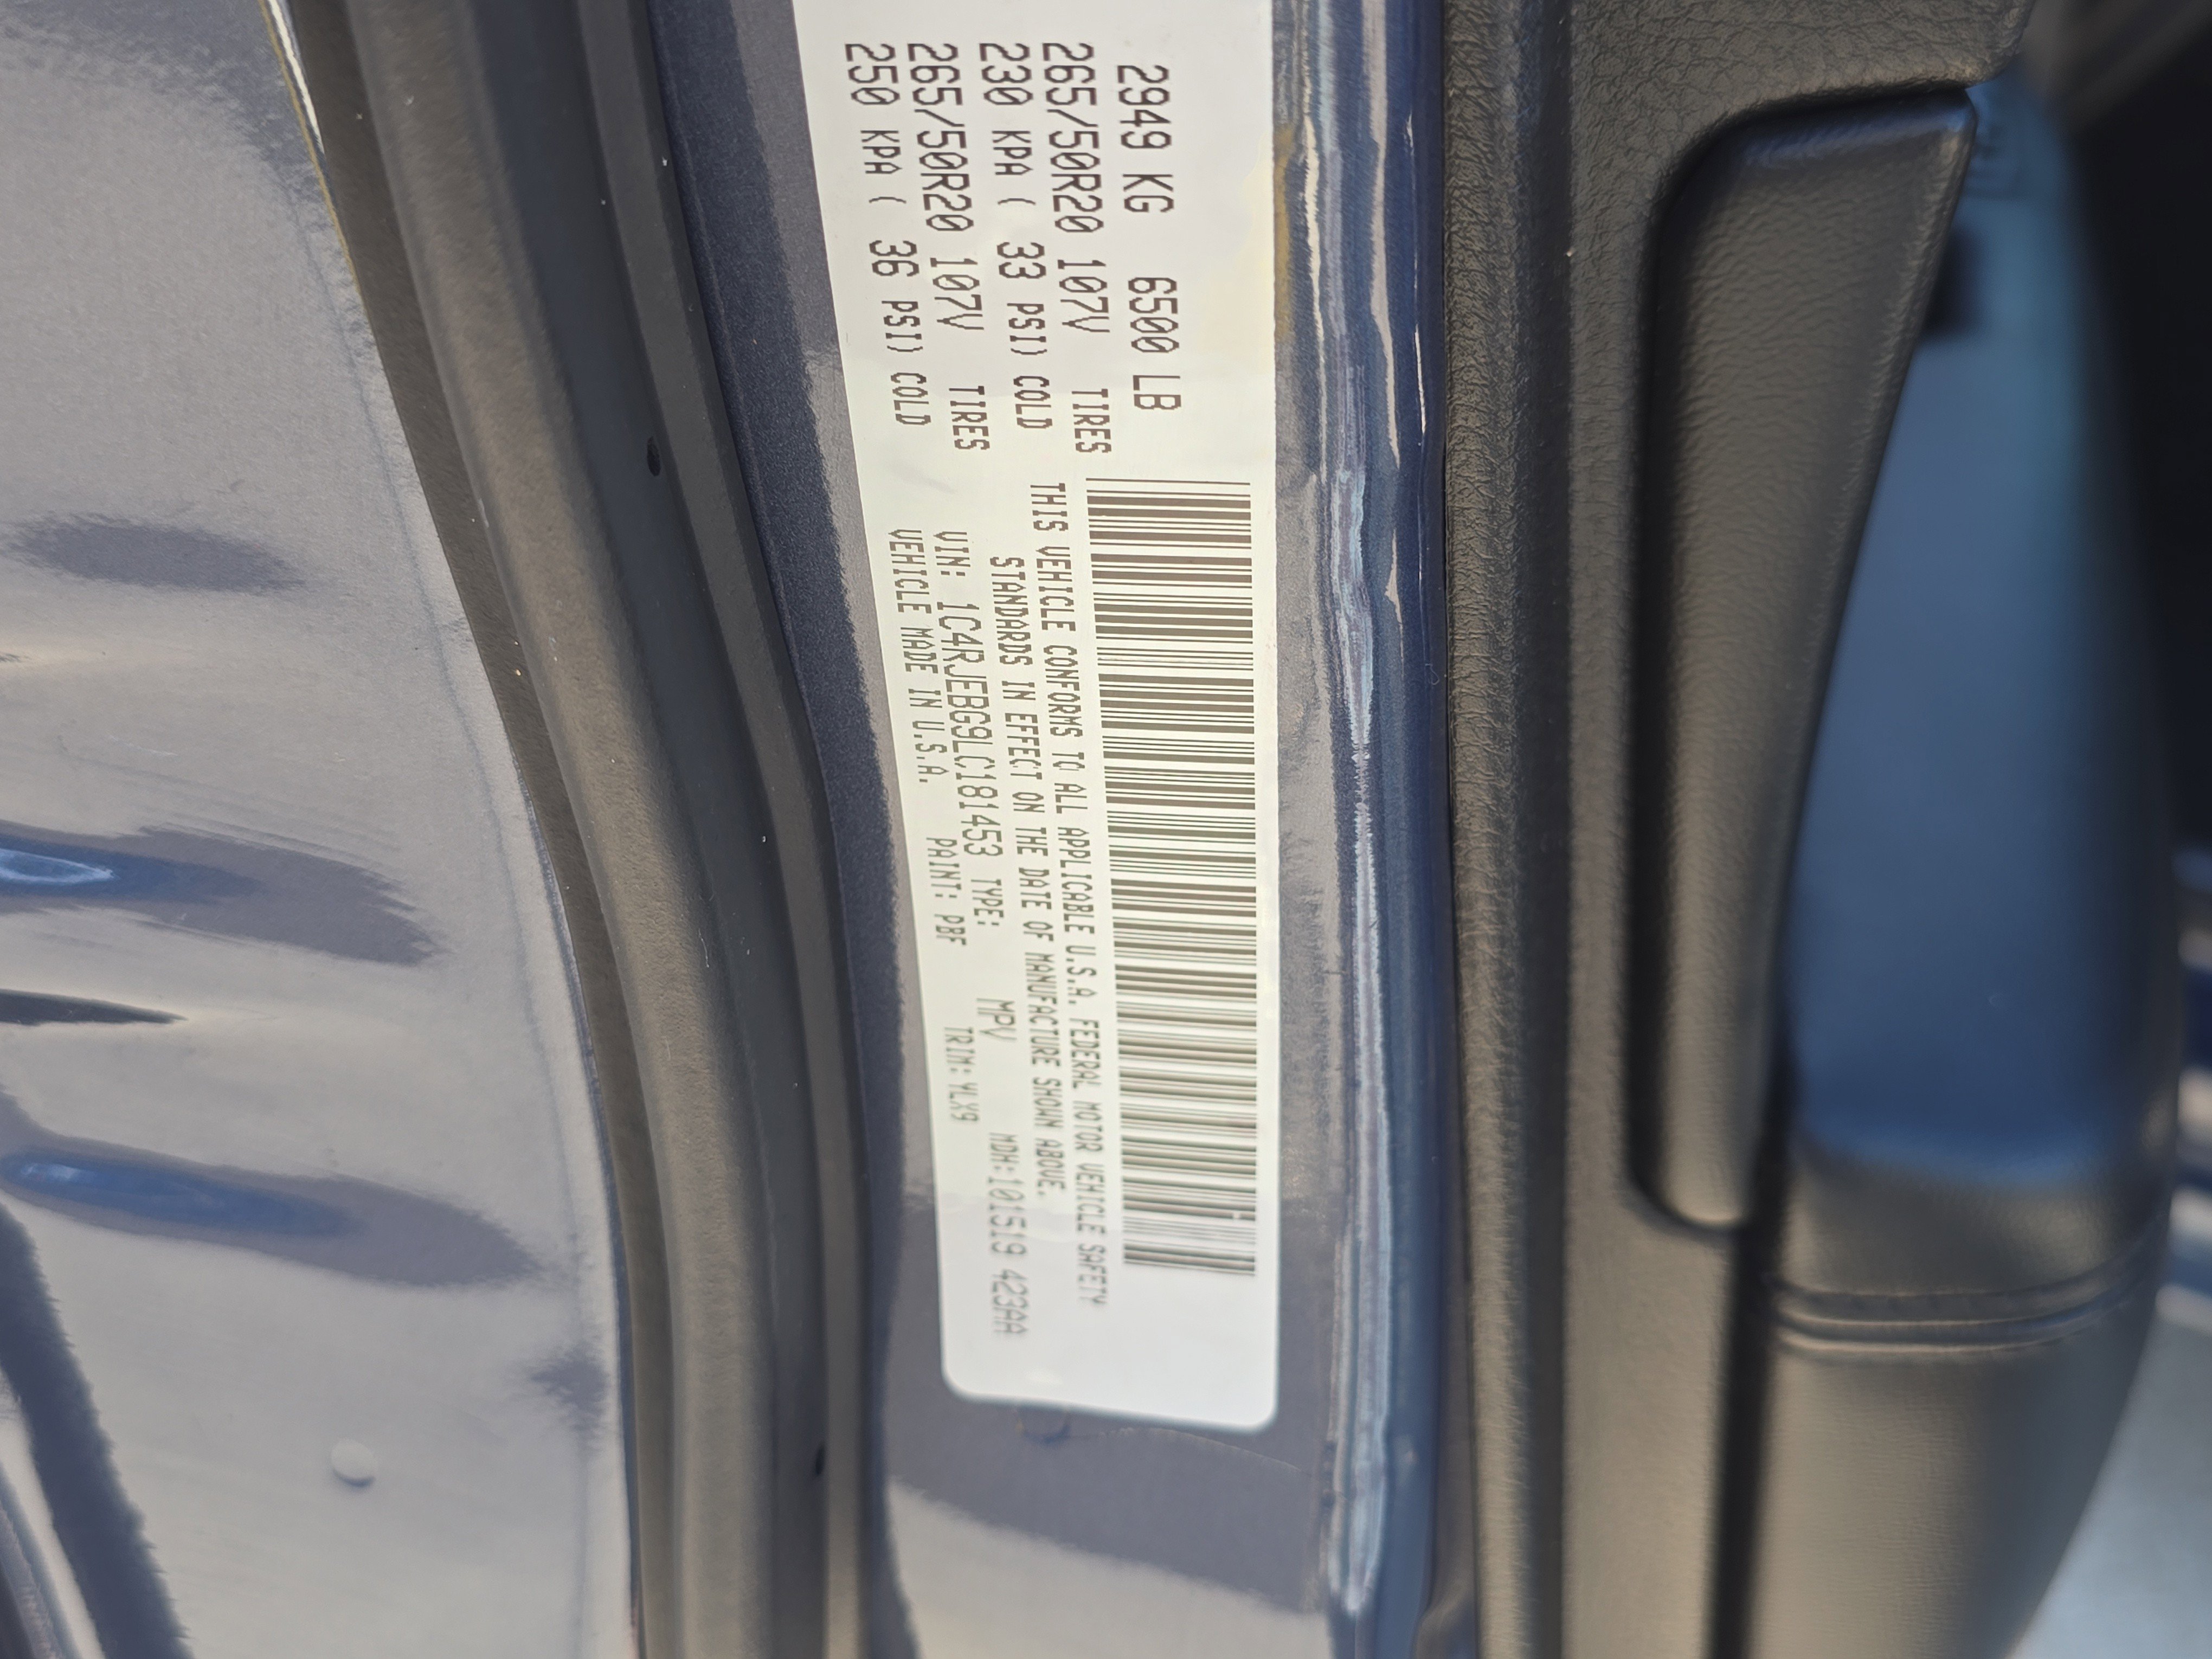 2949 KG 6500 LB
265/50R20 107V TIRES
230 KPA ( 33 PSI) COLD
265/50R20 107V TIRES
250 KPA ( 36 PSI) COLD
THIS VEHICLE CONFORMS TO ALL APPLICABLE U.S.A. FEDERAL MOTOR VEHICLE SAFETY
STANDARDS IN EFFECT ON THE DATE OF MANUFACTURE SHOWN ABOVE.
VIN: 1C4RJEBG9LC181453 TYPE: MPV MDH:101519 423AA
VEHICLE MADE IN U.S.A. PAINT: PBF TRIM:YLX9